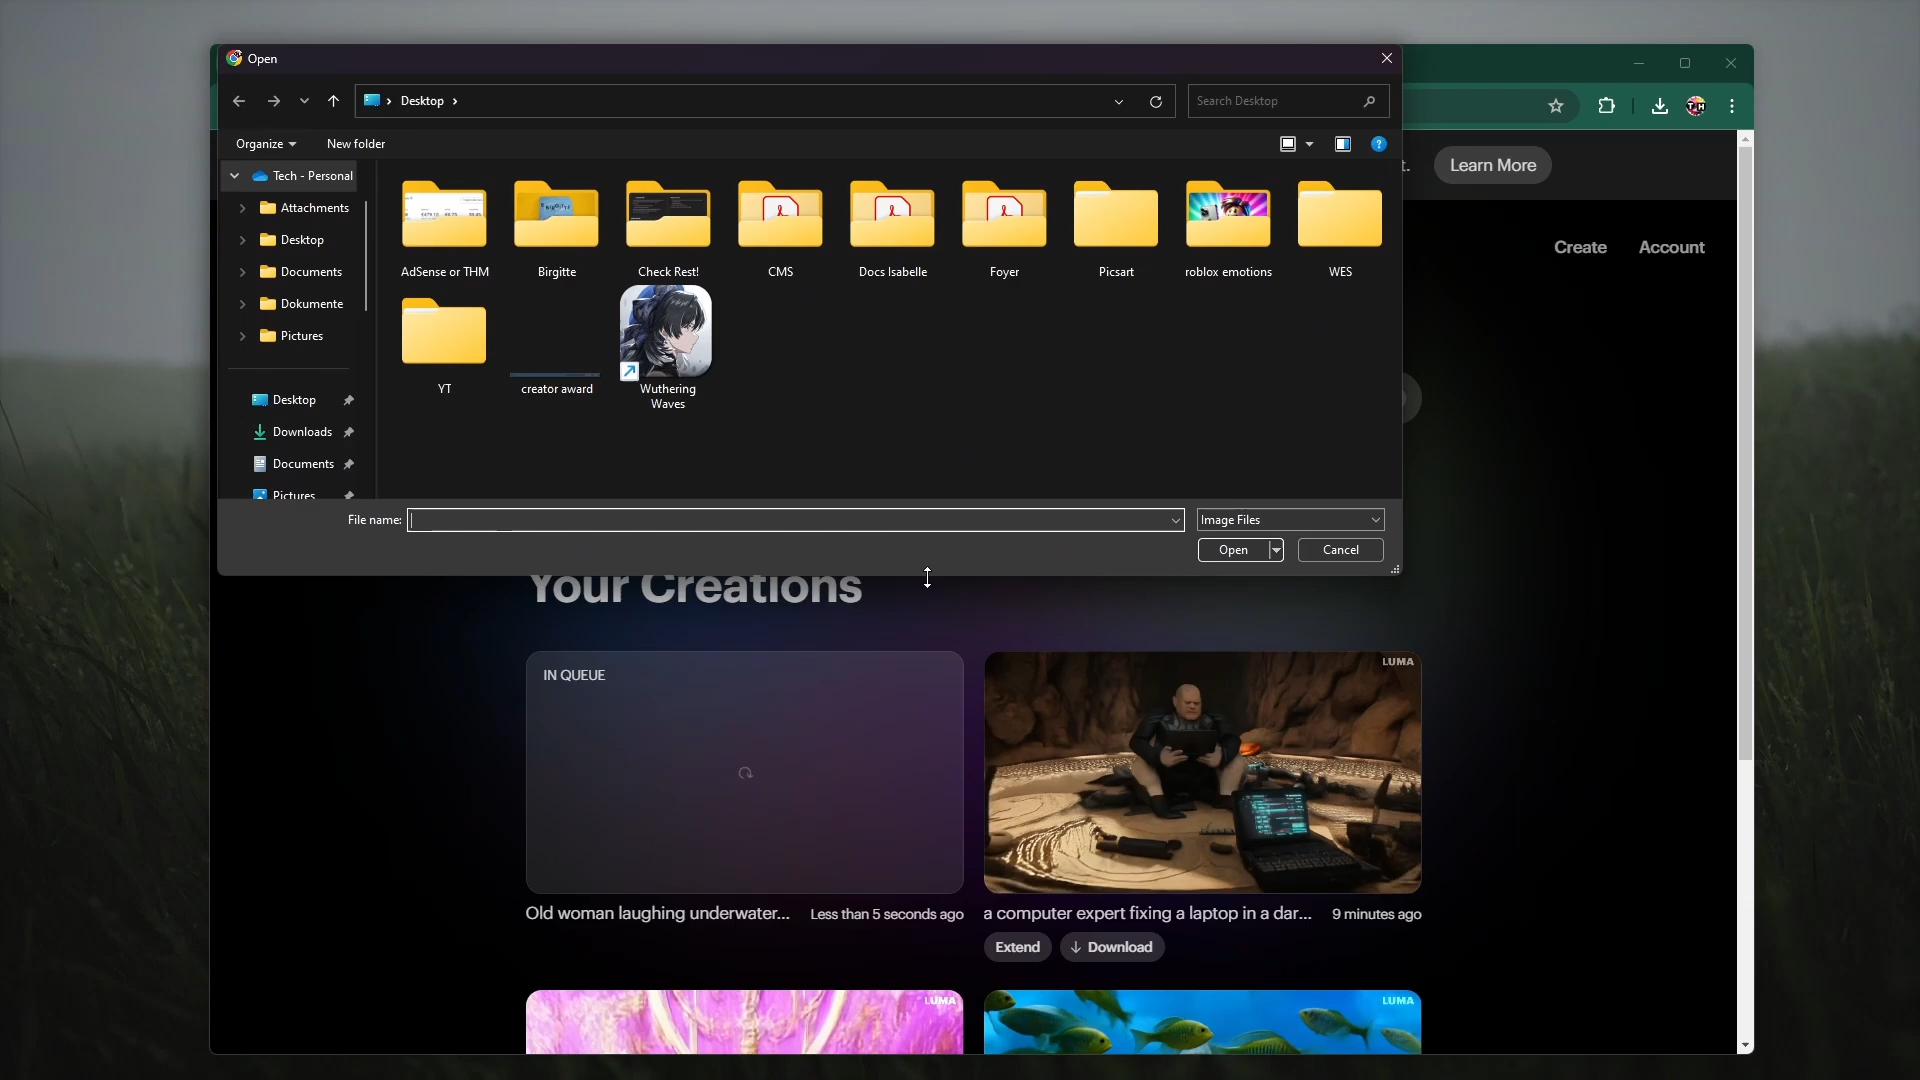 Open
Desktop
Search Desktop
Organize
New folder
t.
Learn More
Tech - Personal
Attachments
Desktop
Documents
Dokumente
Pictures
Desktop
Downloads
Documents
Pictures
AdSense or THM
Birgitte
Check Rest!
CMS
Docs Isabelle
Foyer
Picsart
roblox emotions
WES
YT
creator award
Wuthering
Waves
Create
Account
File name:
Image Files
Open
Cancel
Your Creations
IN QUEUE
LUMA
Old woman laughing underwater...
Less than 5 seconds ago
a computer expert fixing a laptop in a dar...
9 minutes ago
Extend
Download
LUMA
LUMA